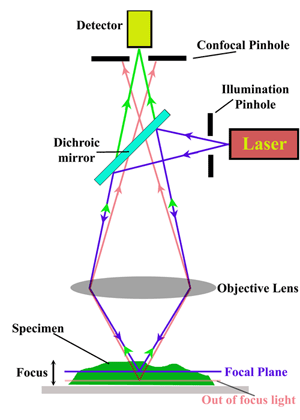 Detector
Confocal Pinhole
Illumination
Pinhole
Laser
Dichroic
mirror
Objective Lens
Specimen
Focus
Focal Plane
Out of focus light